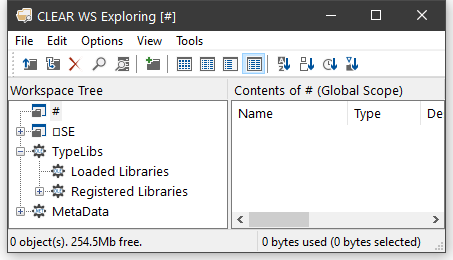 CLEAR WS Exploring [#]
File Edit Options View Tools
Workspace Tree
Contents of # (Global Scope)
Name Type De
#
⎕SE
TypeLibs
Loaded Libraries
Registered Libraries
MetaData
0 object(s). 254.5Mb free.
0 bytes used (0 bytes selected)